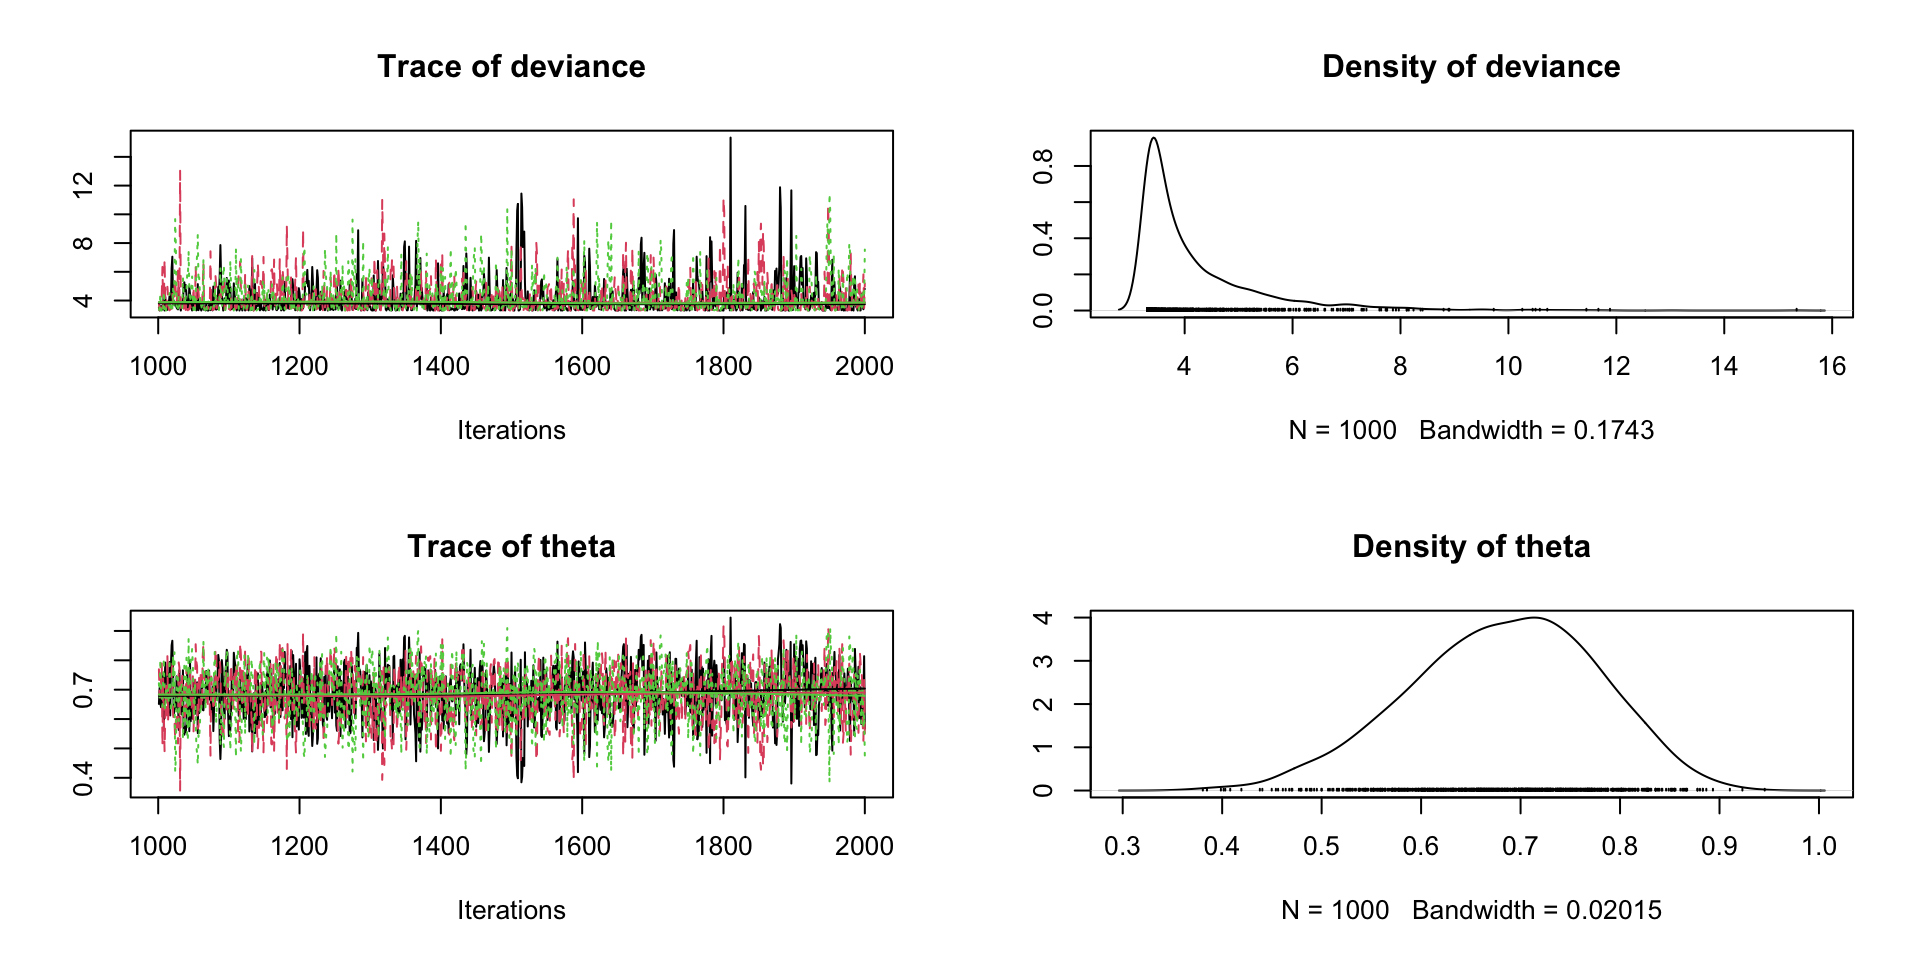 Trace of deviance
12
8
4
1000 1200 1400 1600 1800 2000
Iterations
Density of deviance
0.8
0.4
0.0
4 6 8 10 12 14 16
N = 1000 Bandwidth = 0.1743
Trace of theta
0.7
0.4
1000 1200 1400 1600 1800 2000
Iterations
Density of theta
4
3
2
1
0
0.3 0.4 0.5 0.6 0.7 0.8 0.9 1.0
N = 1000 Bandwidth = 0.02015